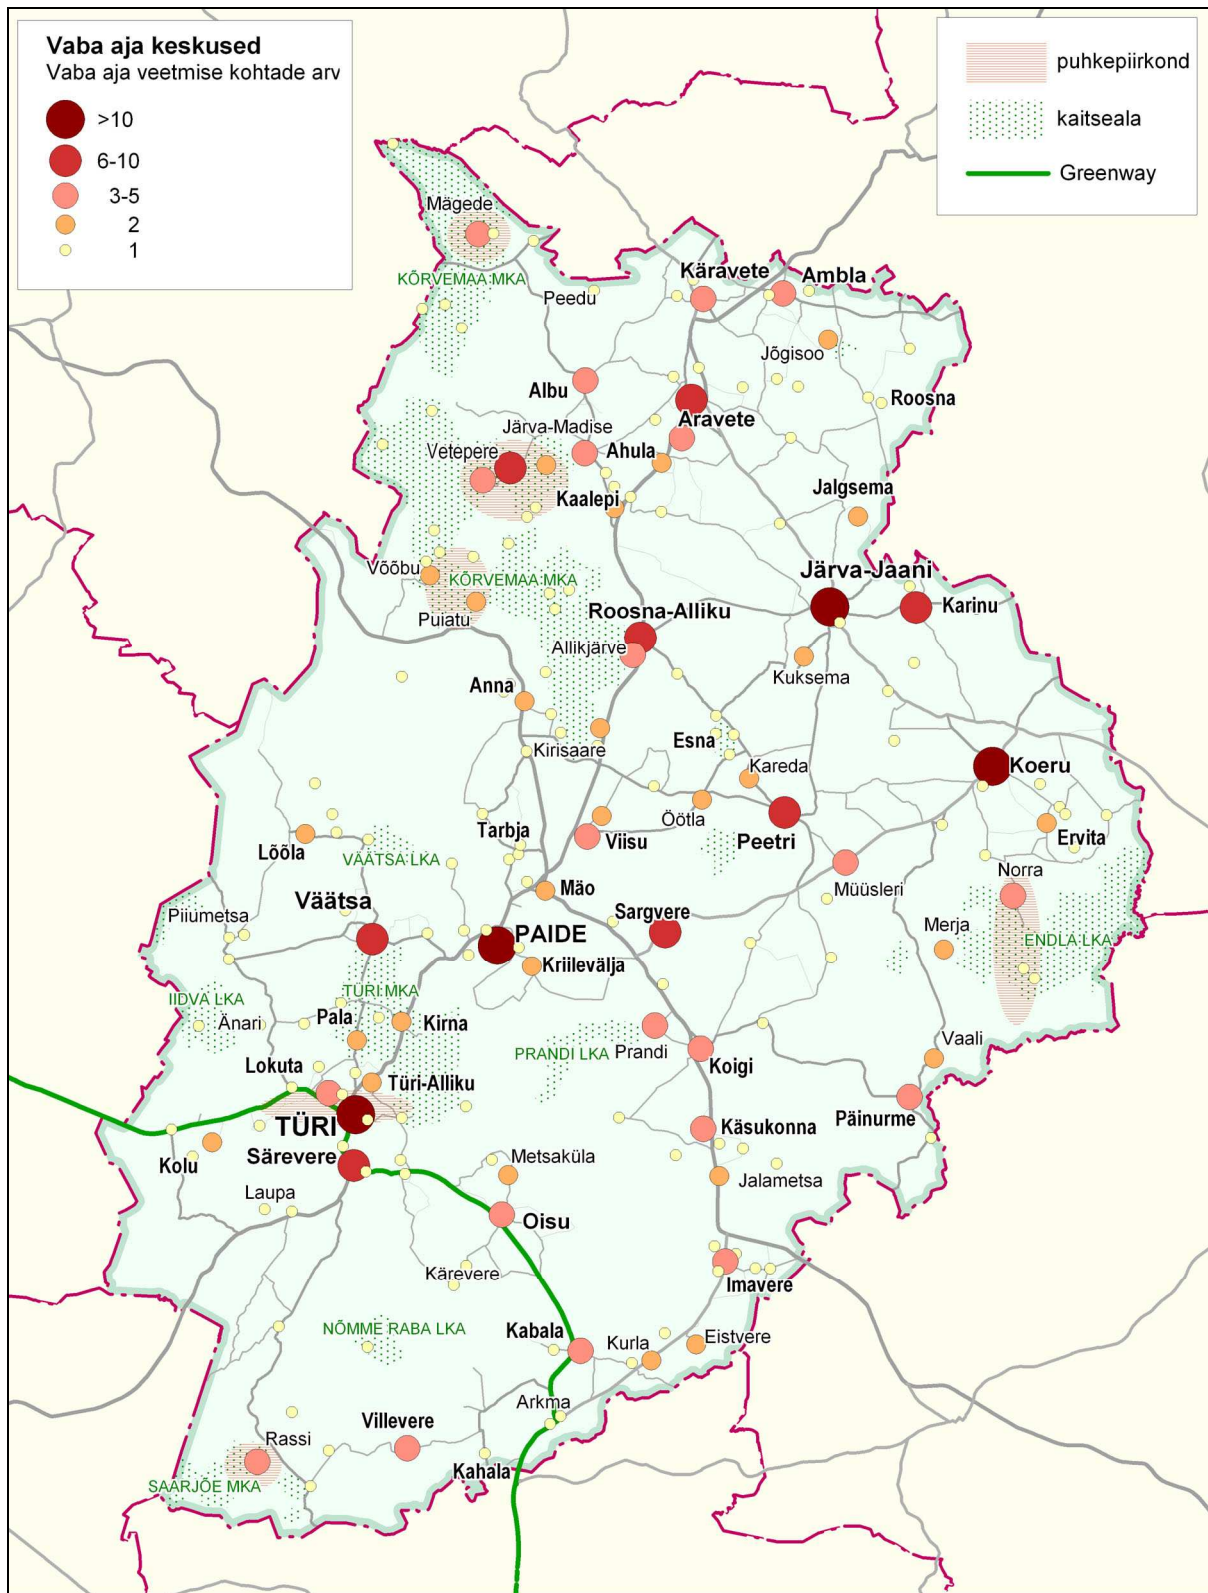 Vaba aja keskused
Vaba aja veetmise kohtade arv
>10
6-10
3-5
2
1
puhkepiirkond
kaitseala
Greenway
Mägede
KÕRVEMAA MKA
Peedu
Käravete
Ambla
Jõgisoo
Albu
Roosna
Järva-Madise
Aravete
Vetepere
Ahula
Kaalepi
Jalgsema
Võõbu
KÕRVEMAA MKA
Järva-Jaani
Puiatu
Roosna-Alliku
Karinu
Allikjärve
Kuksema
Anna
Kirisaare
Esna
Kareda
Koeru
Öötla
Tarbja
Viisu
Peetri
Ervita
Lõõla
VÄÄTSA LKA
Müüsleri
Norra
Väätsa
Mäo
Piiumetsa
Sargvere
Merja
PAIDE
ENDLA LKA
Kriilevälja
TÜRI MKA
IIDVA LKA
Änari
Pala
Kirna
Prandi
PRANDI LKA
Koigi
Vaali
Lokuta
Türi-Alliku
Päinurme
TÜRI
Käsukonna
Kolu
Särevere
Metsaküla
Jalametsa
Laupa
Oisu
Kärevere
Imavere
NÕMME RABA LKA
Kabala
Kurla
Eistvere
Arkma
Villevere
Rassi
Kahala
SAARJÕE MKA